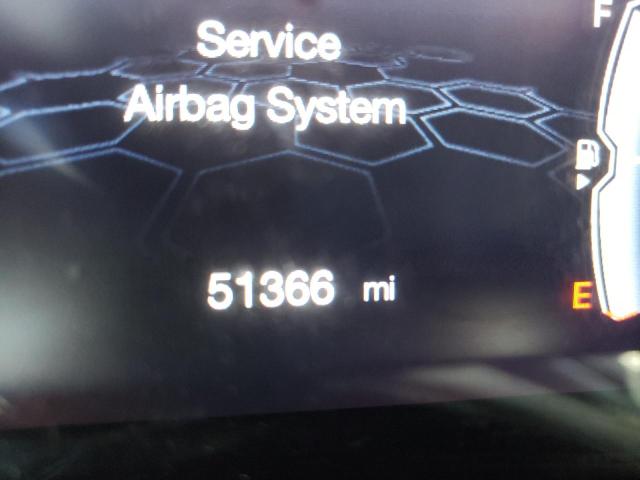 Service
Airbag System
F
51366 mi
E